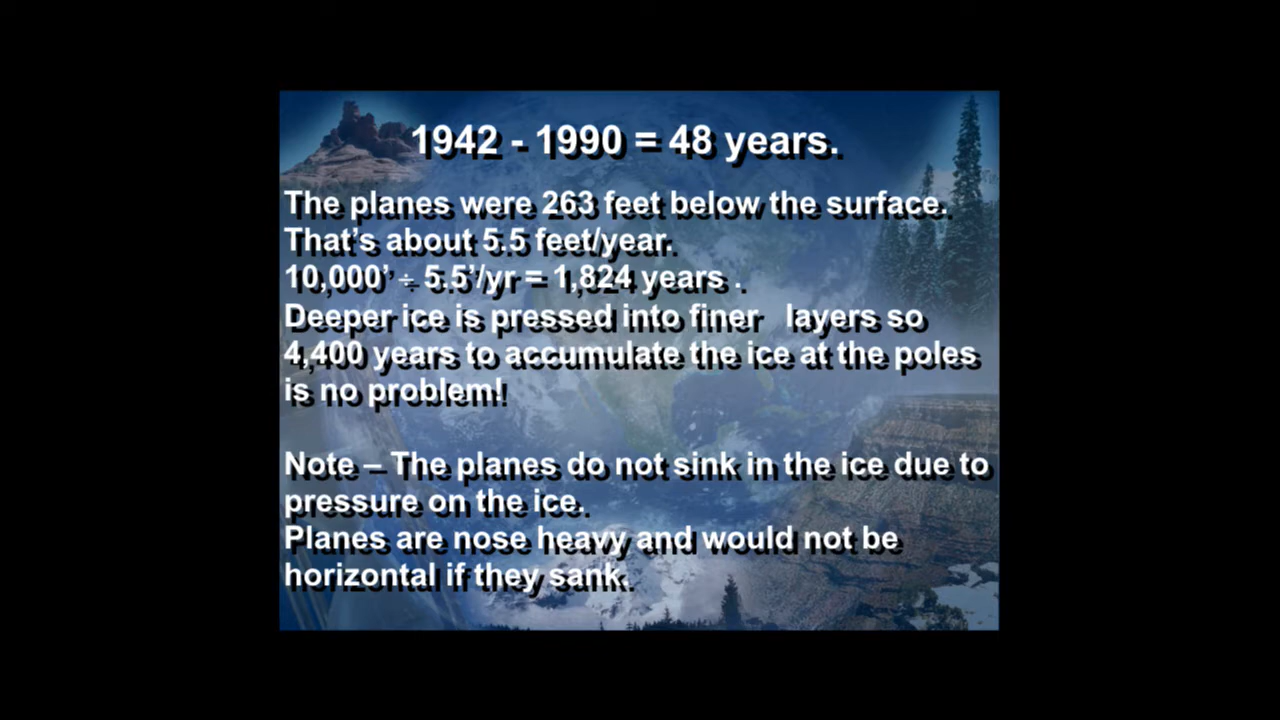 1942 - 1990 = 48 years.
The planes were 263 feet below the surface.
That's about 5.5 feet/year.
10,000' ÷ 5.5'/yr = 1,824 years .
Deeper ice is pressed into finer   layers so
4,400 years to accumulate the ice at the poles
is no problem!
Note – The planes do not sink in the ice due to
pressure on the ice.
Planes are nose heavy and would not be
horizontal if they sank.